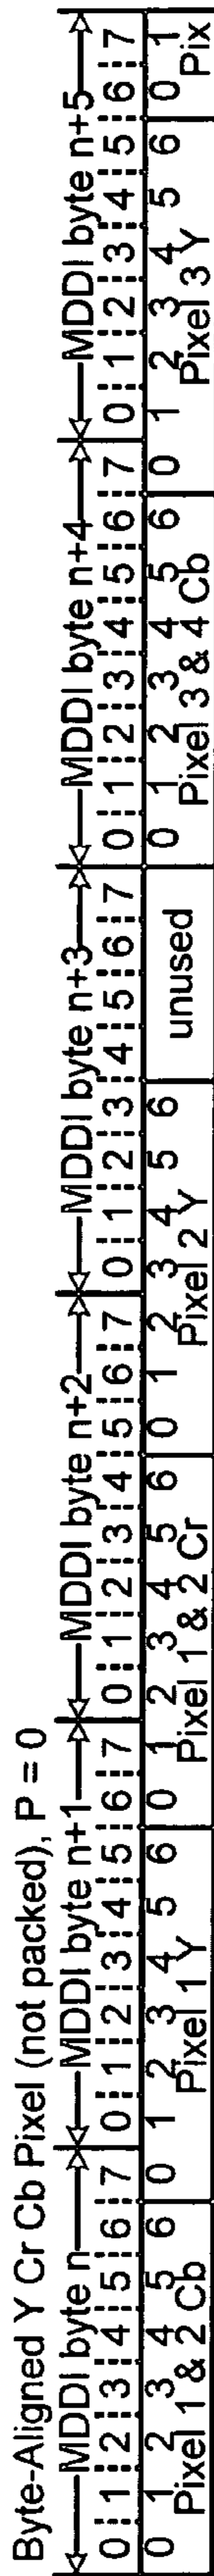 Byte-Aligned Y Cr Cb Pixel (not packed), P = 0
MDDI byte n MDDI byte n+1 MDDI byte n+2 MDDI byte n+3 MDDI byte n+4 MDDI byte n+5
0 1 2 3 4 5 6 7 0 1 2 3 4 5 6 7 0 1 2 3 4 5 6 7 0 1 2 3 4 5 6 7 0 1 2 3 4 5 6 7 0 1 2 3 4 5 6 7
0 1 2 3 4 5 6 0 1 2 3 4 5 6 0 1 2 3 4 5 6 0 1 2 3 4 5 6 unused 0 1 2 3 4 5 6 0 1 2 3 4 5 6 0 1
Pixel 1 & 2 Cb Pixel 1 Y Pixel 1 & 2 Cr Pixel 2 Y Pixel 3 & 4 Cb Pixel 3 Y Pix